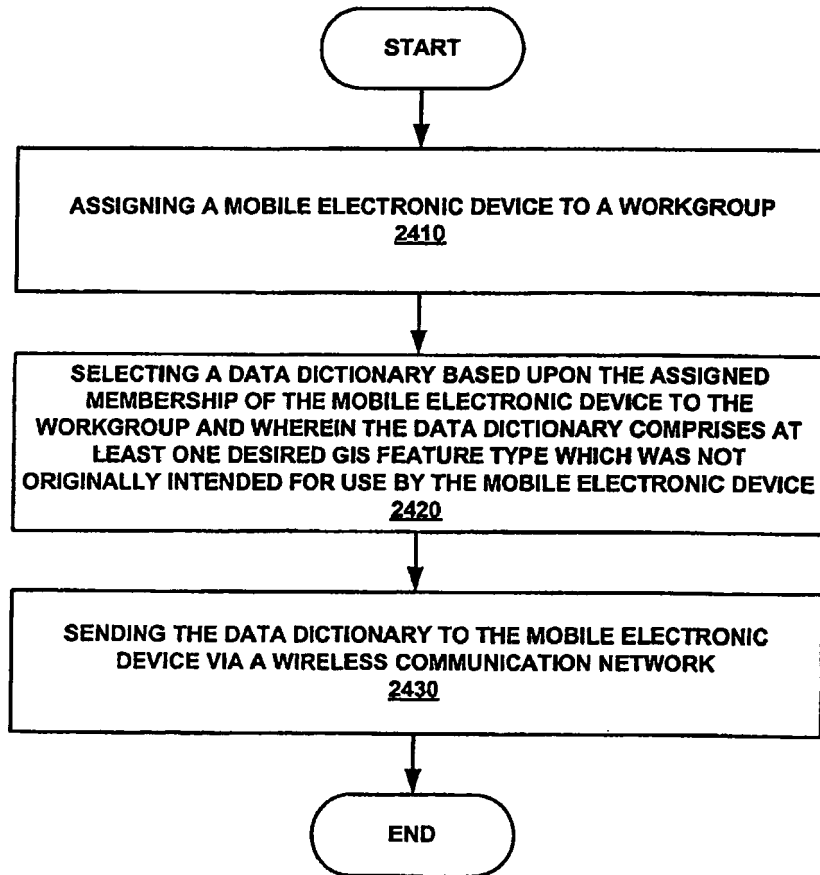 START
ASSIGNING A MOBILE ELECTRONIC DEVICE TO A WORKGROUP
2410
SELECTING A DATA DICTIONARY BASED UPON THE ASSIGNED
MEMBERSHIP OF THE MOBILE ELECTRONIC DEVICE TO THE
WORKGROUP AND WHEREIN THE DATA DICTIONARY COMPRISES AT
LEAST ONE DESIRED GIS FEATURE TYPE WHICH WAS NOT
ORIGINALLY INTENDED FOR USE BY THE MOBILE ELECTRONIC DEVICE
2420
SENDING THE DATA DICTIONARY TO THE MOBILE ELECTRONIC
DEVICE VIA A WIRELESS COMMUNICATION NETWORK
2430
END